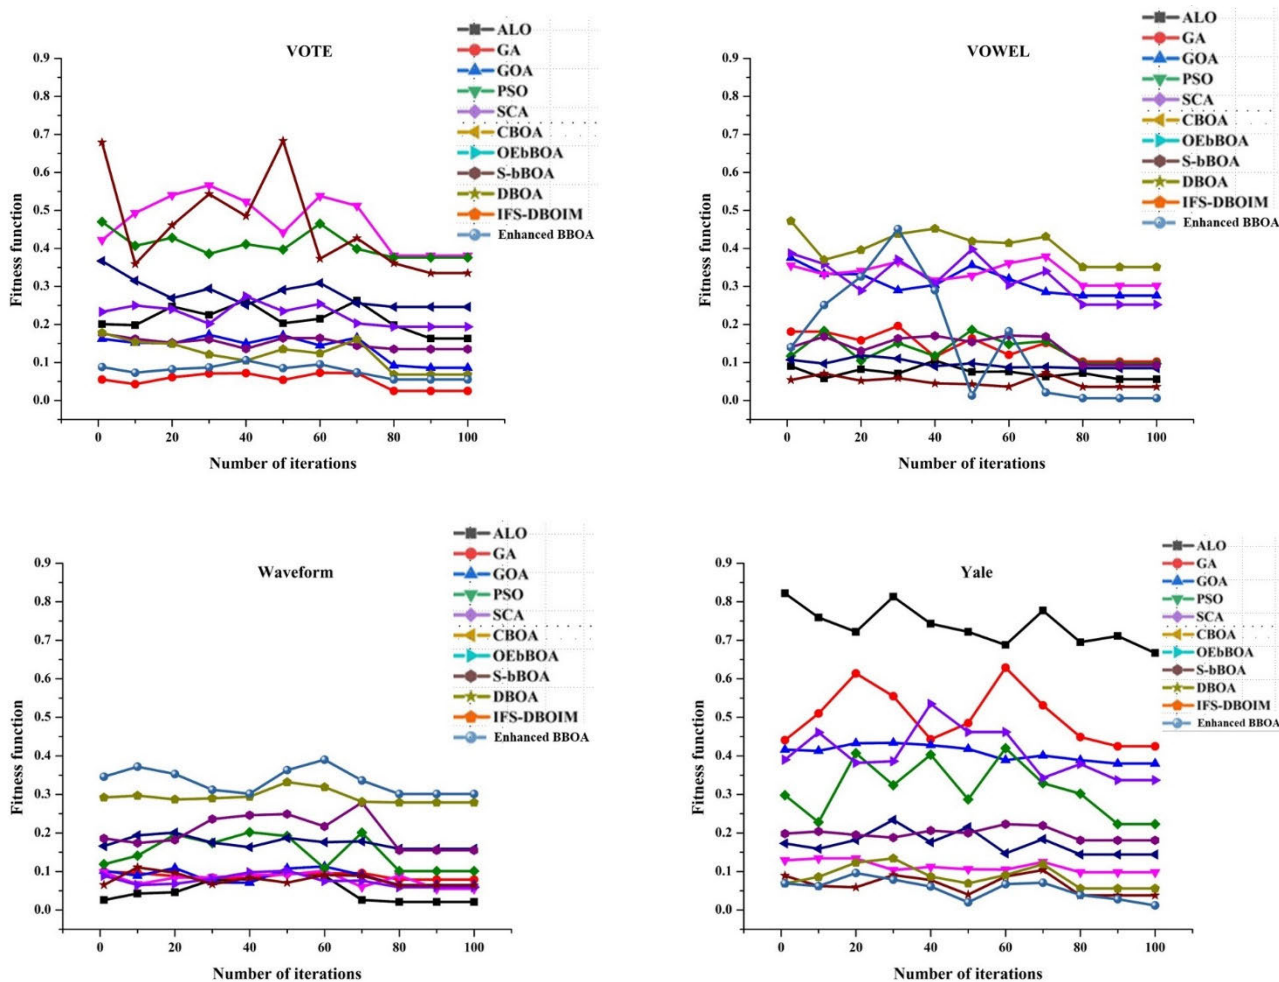 VOTE
ALO
GA
GOA
PSO
SCA
CBOA
OEbBOA
S-bBOA
DBOA
IFS-DBOIM
Enhanced BBOA
Fitness function
0.9
0.8
0.7
0.6
0.5
0.4
0.3
0.2
0.1
0.0
0 20 40 60 80 100
Number of iterations
VOWEL
ALO
GA
GOA
PSO
SCA
CBOA
OEbBOA
S-bBOA
DBOA
IFS-DBOIM
Enhanced BBOA
Fitness function
0.9
0.8
0.7
0.6
0.5
0.4
0.3
0.2
0.1
0.0
0 20 40 60 80 100
Number of iterations
Waveform
ALO
GA
GOA
PSO
SCA
CBOA
OEbBOA
S-bBOA
DBOA
IFS-DBOIM
Enhanced BBOA
Fitness function
0.9
0.8
0.7
0.6
0.5
0.4
0.3
0.2
0.1
0.0
0 20 40 60 80 100
Number of iterations
Yale
ALO
GA
GOA
PSO
SCA
CBOA
OEbBOA
S-bBOA
DBOA
IFS-DBOIM
Enhanced BBOA
Fitness function
0.9
0.8
0.7
0.6
0.5
0.4
0.3
0.2
0.1
0.0
0 20 40 60 80 100
Number of iterations